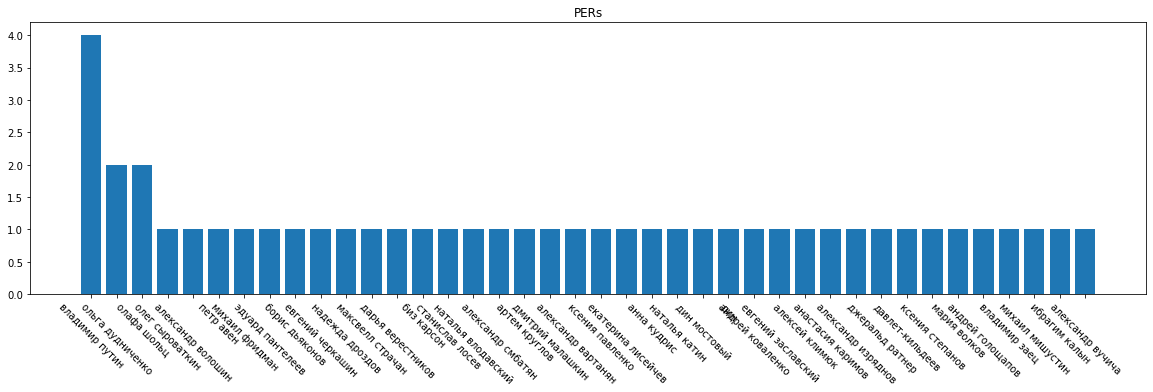 PERs
4.0
3.5
3.0
2.5
2.0
1.5
1.0
0.5
0.0
владимир путин
ольга дудниченко
олафа шольц
олег сыроваткин
александр волошин
петр авен
михаил фридман
эдуард пантелеев
борис дьяконов
евгений черкашин
надежда дроздов
максвелл страчан
дарья верестников
биз карсон
станислав лосев
наталья влодавский
александр смбатян
артем круглов
дмитрий малашкин
александр вартанян
ксения павленко
екатерина лисейчев
анна кудрис
наталья катин
дин мостовый
андрей коваленко
евгений заславский
алексей климюк
анастасия каримов
александр изряднов
джеральд ратнер
давлет-кильдеев
ксения степанов
мария волков
андрей голощапов
владимир заец
михаил мишустин
ибрагим калын
александр вучича